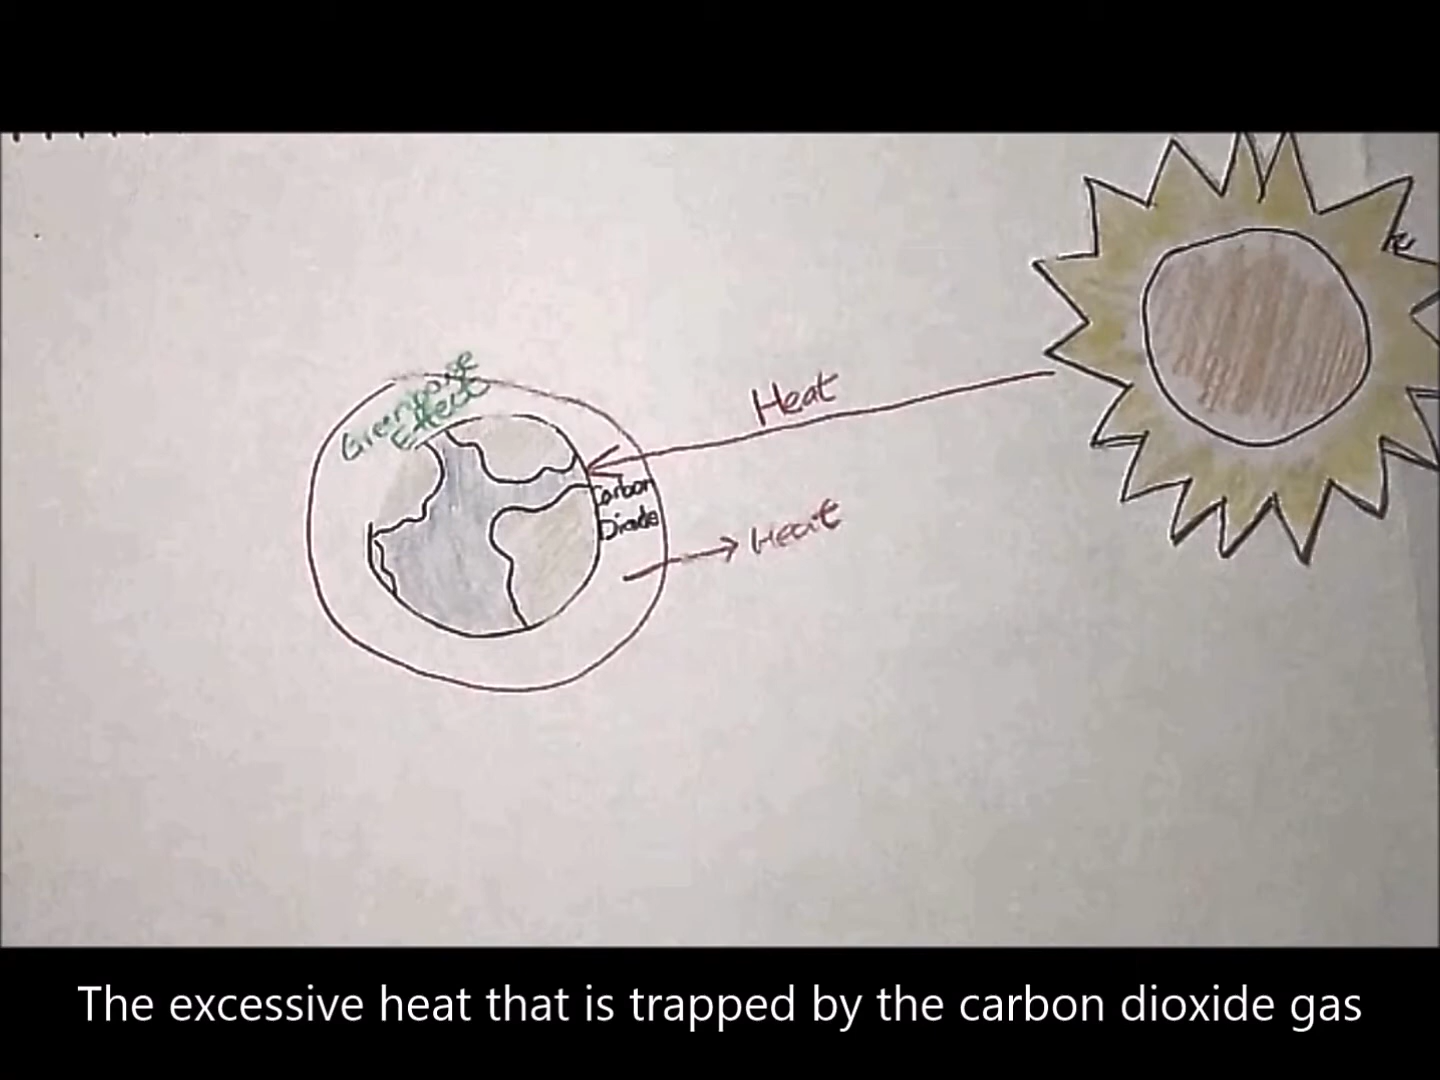 Greenhouse
Effect
Heat
Carbon
Dioxide
Heat
The excessive heat that is trapped by the carbon dioxide gas